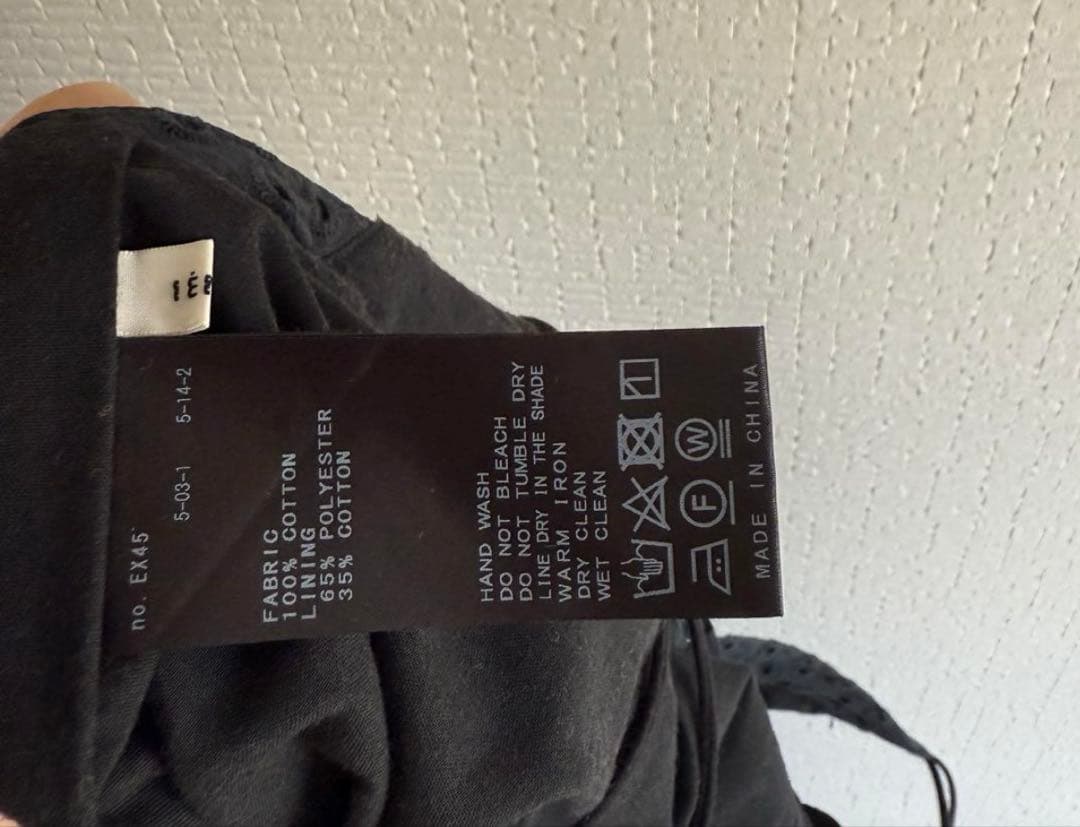 no. EX45
5-03-1 5-14-2
FABRIC
100% COTTON
LINING
65% POLYESTER
35% COTTON
HAND WASH
DO NOT BLEACH
DO NOT TUMBLE DRY
LINE DRY IN THE SHADE
WARM IRON
DRY CLEAN
WET CLEAN
F W
MADE IN CHINA